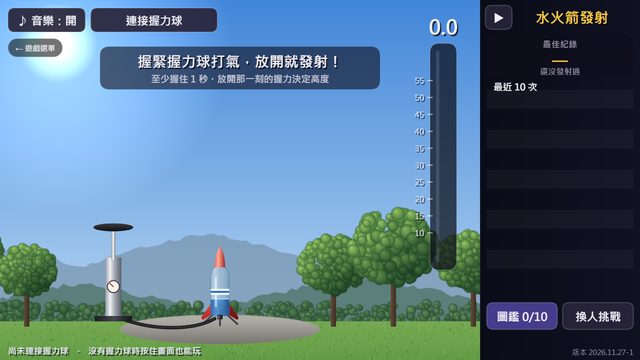 ♪ 音樂：開
連接握力球
← 遊戲選單
握緊握力球打氣，放開就發射！
至少握住 1 秒，放開那一刻的握力決定高度
0.0
55
50
45
40
35
30
25
20
15
10
尚未連接握力球 · 沒有握力球時按住畫面也能玩
水火箭發射
最佳紀錄
—
還沒發射過
最近 10 次
圖鑑 0/10
換人挑戰
版本 2026.11.27-1